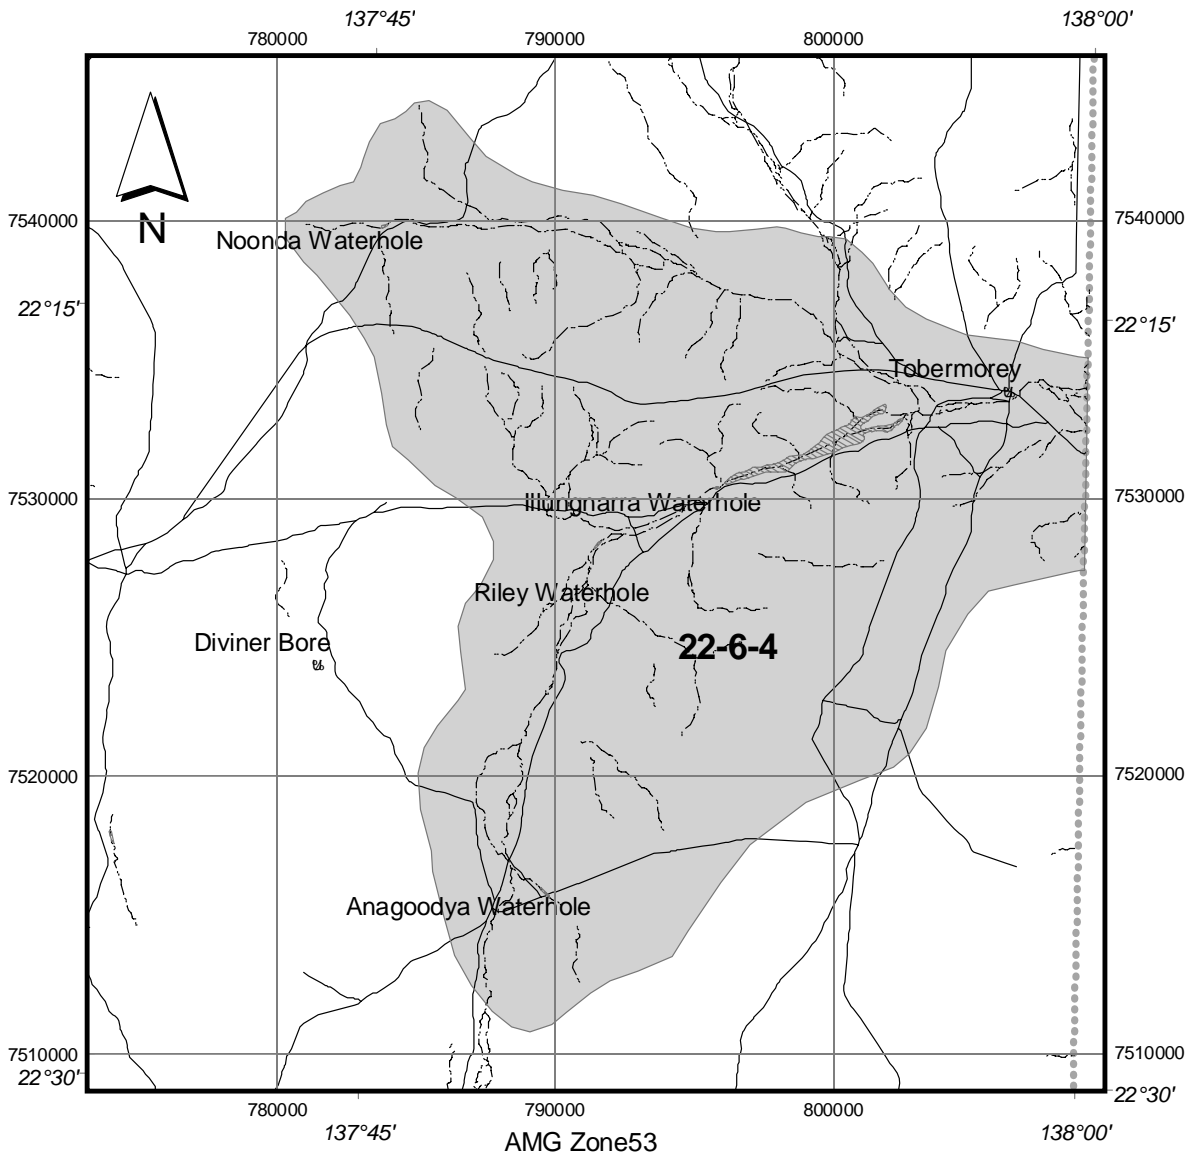 137°45' 138°00'
780000 790000 800000
N
7540000 7540000
Noonda Waterhole
22°15' 22°15'
Tobermorey
7530000 Illungnarra Waterhole 7530000
Riley Waterhole
Diviner Bore 22-6-4
7520000 7520000
Anagoodya Waterhole
7510000 7510000
22°30' 22°30'
780000 790000 800000
137°45' 138°00'
AMG Zone53